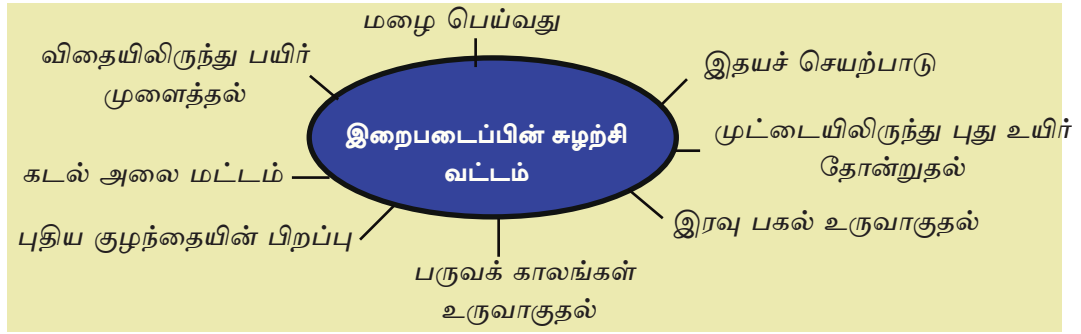 மழை பெய்வது
விதையிலிருந்து பயிர்
முளைத்தல்
இதயச் செயற்பாடு
இறைபடைப்பின் சுழற்சி
வட்டம்
முட்டையிலிருந்து புது உயிர்
தோன்றுதல்
கடல் அலை மட்டம்
புதிய குழந்தையின் பிறப்பு
இரவு பகல் உருவாகுதல்
பருவக் காலங்கள்
உருவாகுதல்